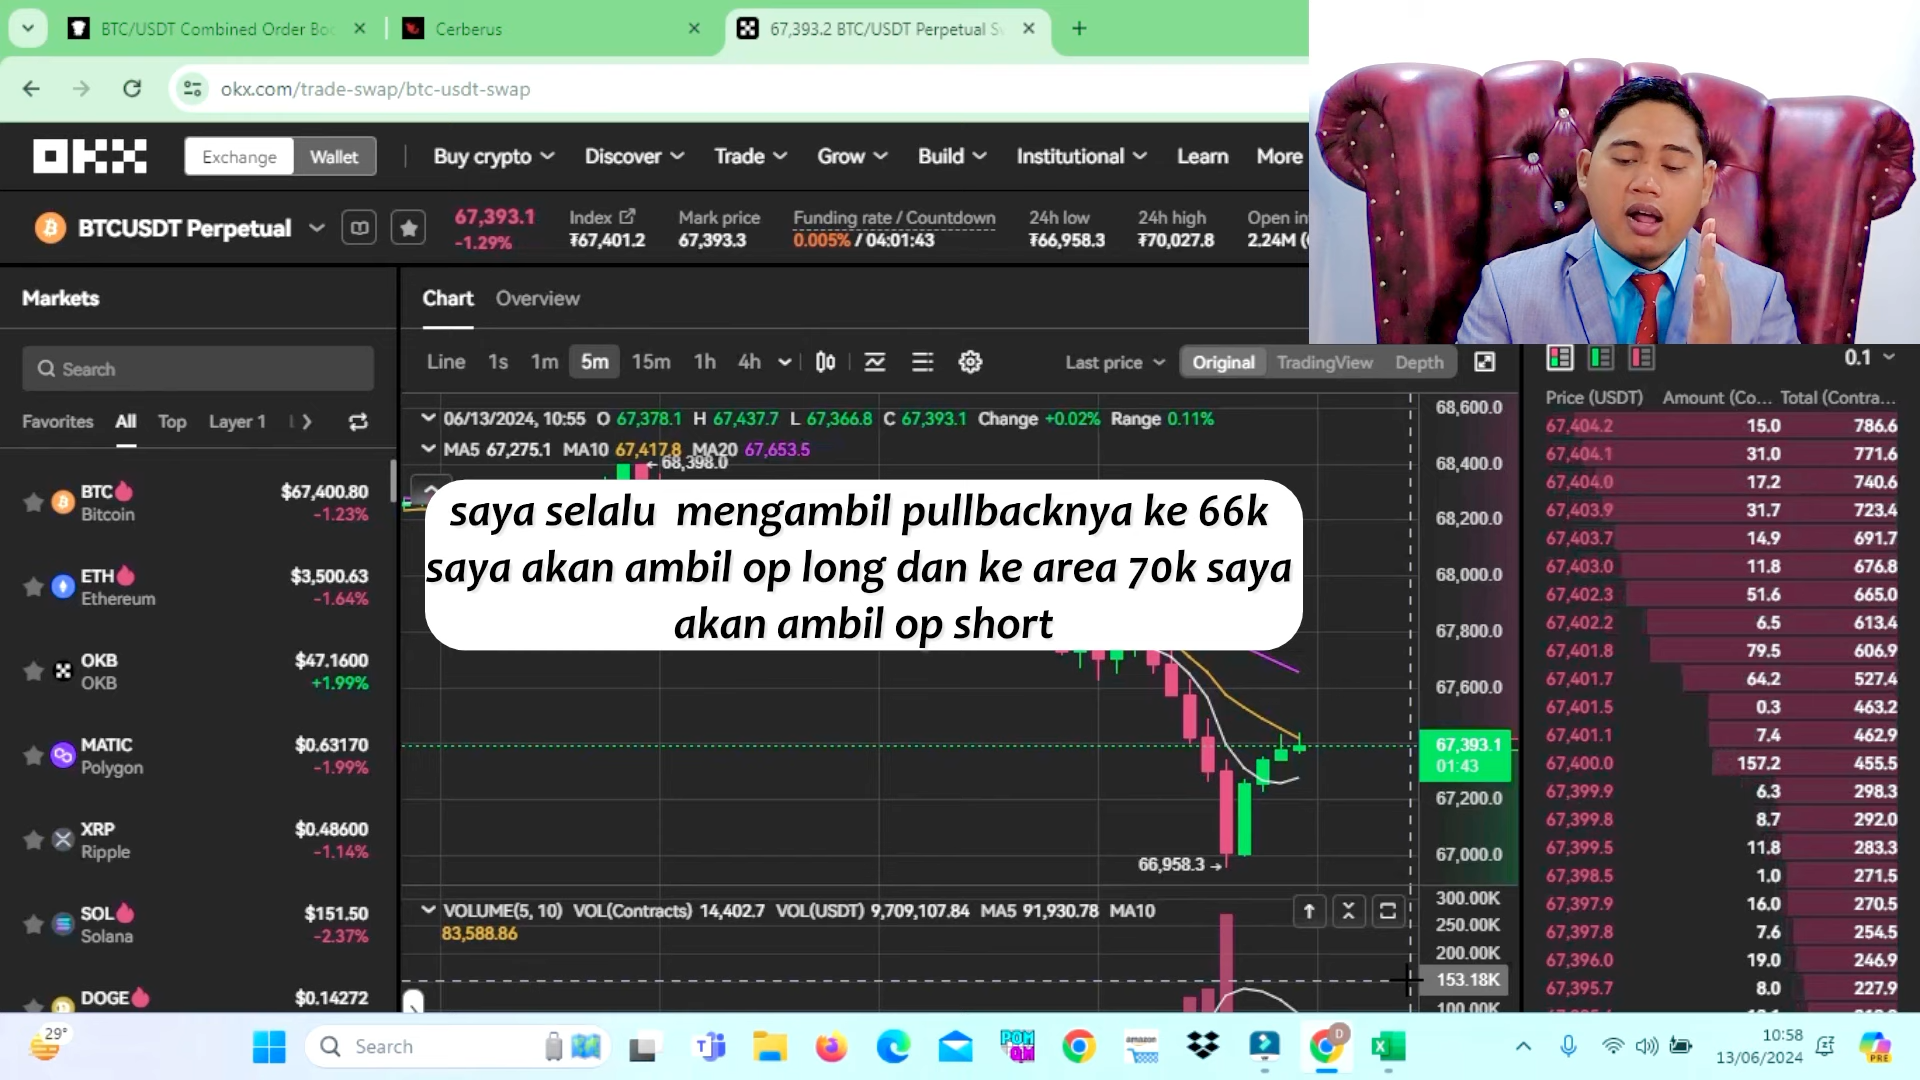 BTC/USDT Combined Order Boo
Cerberus
67,393.2 BTC/USDT Perpetual S
okx.com/trade-swap/btc-usdt-swap
OKX Exchange Wallet Buy crypto Discover Trade Grow Build Institutional Learn More
BTCUSDT Perpetual
67,393.1
-1.29%
Index
₮67,401.2
Mark price
67,393.3
Funding rate / Countdown
0.005% / 04:01:43
24h low
₮66,958.3
24h high
₮70,027.8
Open in
2.24M (
Markets
Search
Favorites All Top Layer 1
BTC $67,400.80
Bitcoin -1.23%
ETH $3,500.63
Ethereum -1.64%
OKB $47.1600
OKB +1.99%
MATIC $0.63170
Polygon -1.99%
XRP $0.48600
Ripple -1.14%
SOL $151.50
Solana -2.37%
DOGE $0.14272
Chart Overview
Line 1s 1m 5m 15m 1h 4h Last price Original TradingView Depth
06/13/2024, 10:55 O 67,378.1 H 67,437.7 L 67,366.8 C 67,393.1 Change +0.02% Range 0.11%
MA5 67,275.1 MA10 67,417.8 MA20 67,653.5
68,398.0
saya selalu mengambil pullbacknya ke 66k
saya akan ambil op long dan ke area 70k saya
akan ambil op short
68,600.0
68,400.0
68,200.0
68,000.0
67,800.0
67,600.0
67,393.1
01:43
67,200.0
67,000.0
66,958.3
VOLUME(5, 10) VOL(Contracts) 14,402.7 VOL(USDT) 9,709,107.84 MA5 91,930.78 MA10
83,588.86
300.00K
250.00K
200.00K
153.18K
100.00K
0.1
Price (USDT) Amount (Co... Total (Contra...
67,404.2 15.0 786.6
67,404.1 31.0 771.6
67,404.0 17.2 740.6
67,403.9 31.7 723.4
67,403.7 14.9 691.7
67,403.0 11.8 676.8
67,402.3 51.6 665.0
67,402.2 6.5 613.4
67,401.8 79.5 606.9
67,401.7 64.2 527.4
67,401.5 0.3 463.2
67,401.1 7.4 462.9
67,400.0 157.2 455.5
67,399.9 6.3 298.3
67,399.8 8.7 292.0
67,399.5 11.8 283.3
67,398.5 1.0 271.5
67,397.9 16.0 270.5
67,397.8 7.6 254.5
67,396.0 19.0 246.9
67,395.7 8.0 227.9
29°
Search
POM QM
amazon
PRE
10:58
13/06/2024